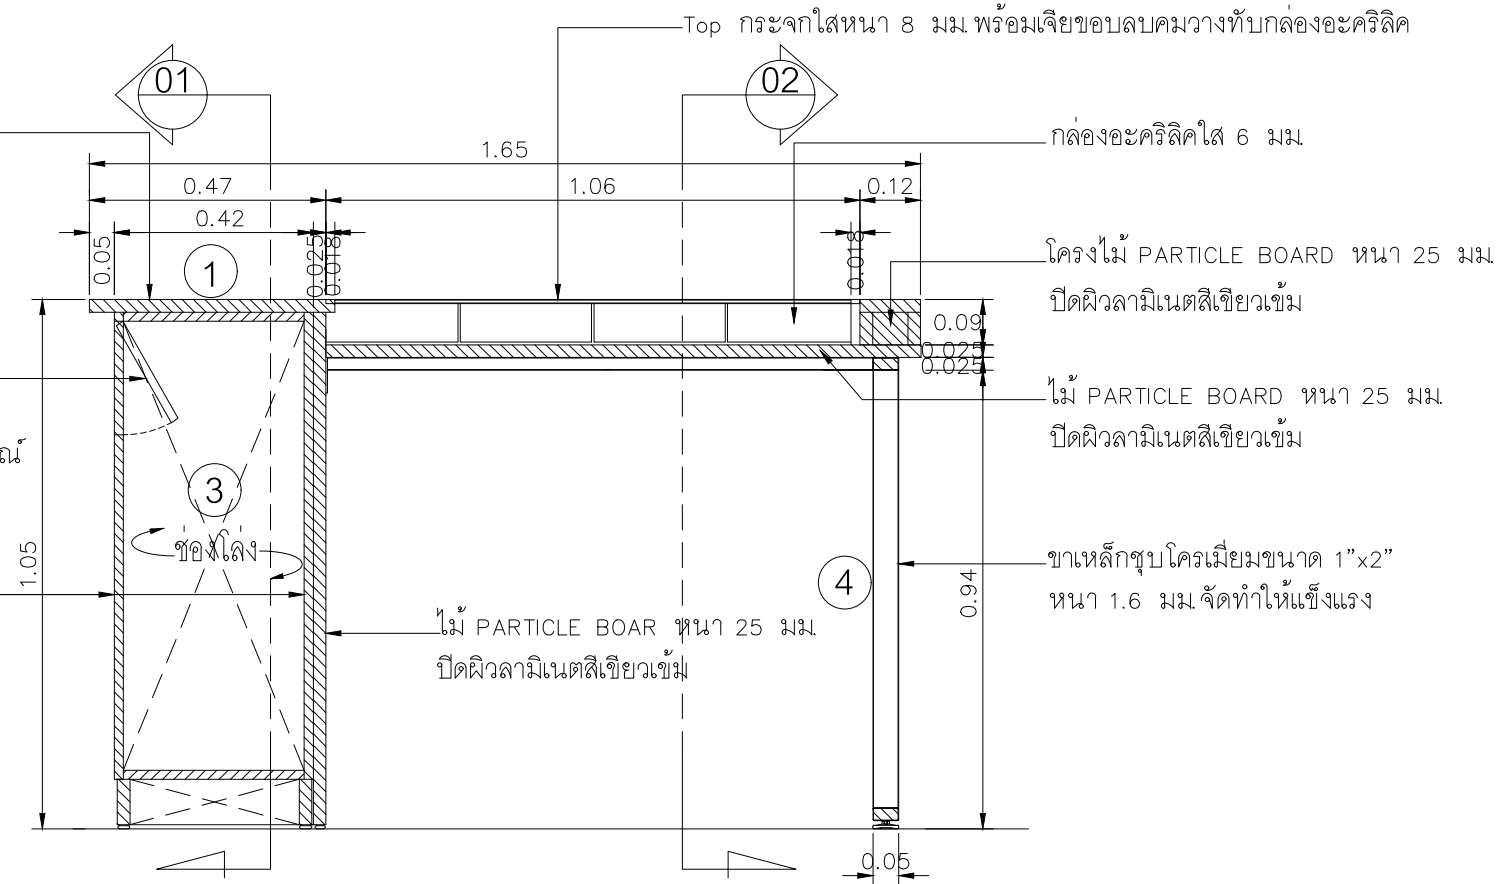 Top กระจกใสหนา 8 มม. พร้อมเจียขอบลบคมวางทับกล่องอะคริลิค
01
02
กล่องอะคริลิคใส 6 มม.
1.65
0.47
1.06
0.12
0.42
0.05
0.025
0.018
0.018
1
โครงไม้ PARTICLE BOARD หนา 25 มม.
ปิดผิวลามิเนตสีเขียวเข้ม
0.09
0.025
0.025
ไม้ PARTICLE BOARD หนา 25 มม.
ปิดผิวลามิเนตสีเขียวเข้ม
3
ช่องโล่ง
1.05
4
0.94
ขาเหล็กชุบโครเมี่ยมขนาด 1"x2"
หนา 1.6 มม. จัดทำให้แข็งแรง
ไม้ PARTICLE BOAR หนา 25 มม.
ปิดผิวลามิเนตสีเขียวเข้ม
0.05